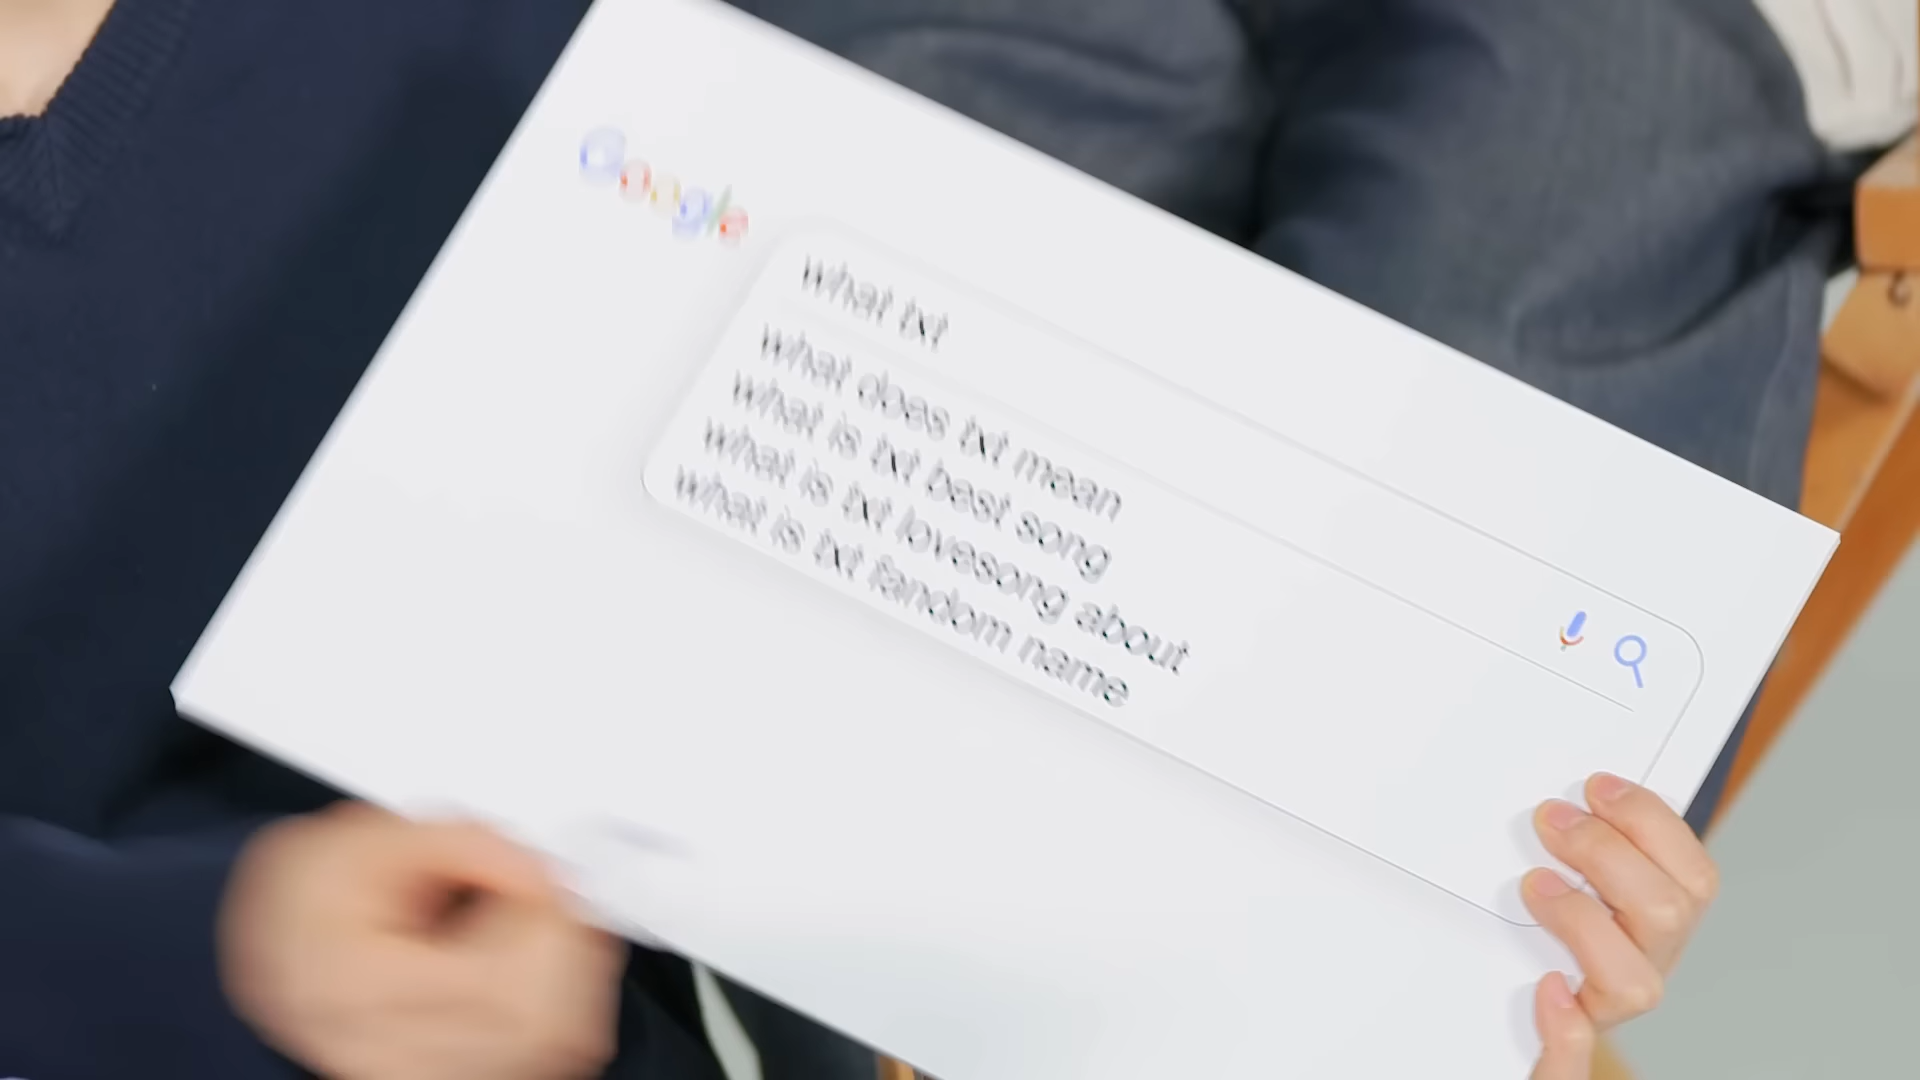 Google
what txt
what does txt mean
what is txt best song
what is txt lovesong about
what is txt fandom name